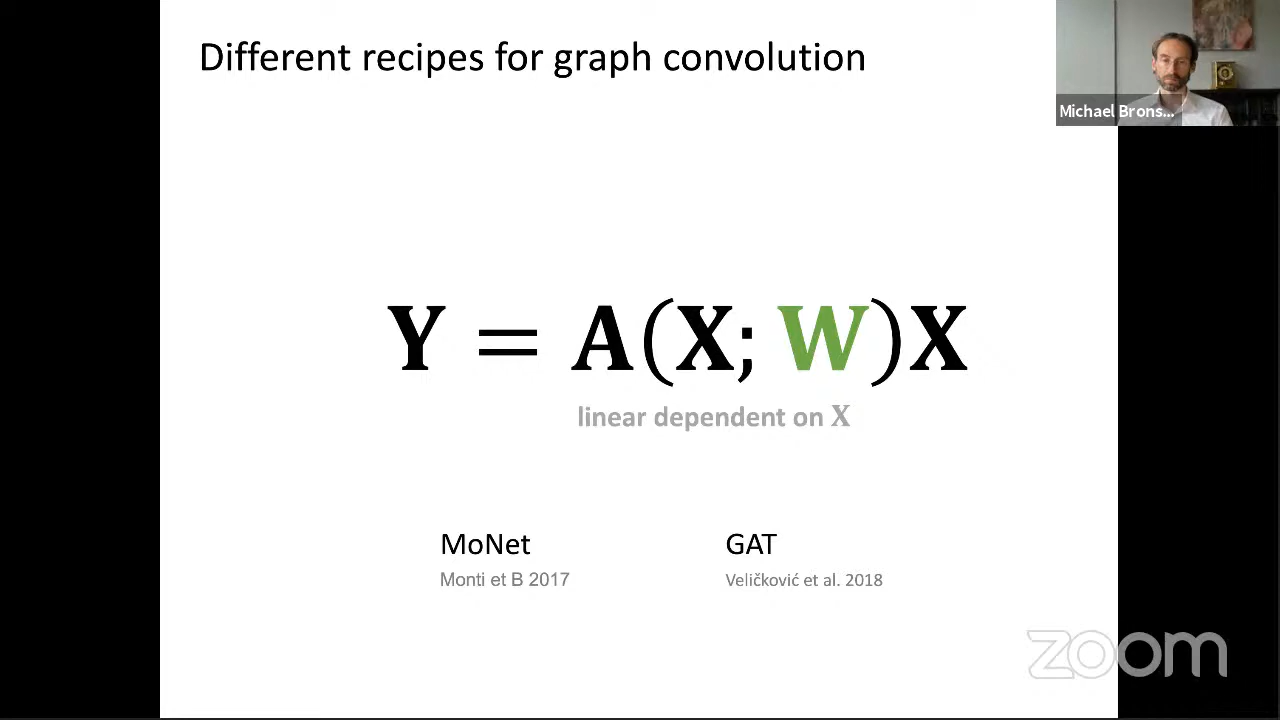 Different recipes for graph convolution
Michael Brons...
Y = A(X; W)X
linear dependent on X
MoNet
GAT
Monti et B 2017
Veličković et al. 2018
zoom